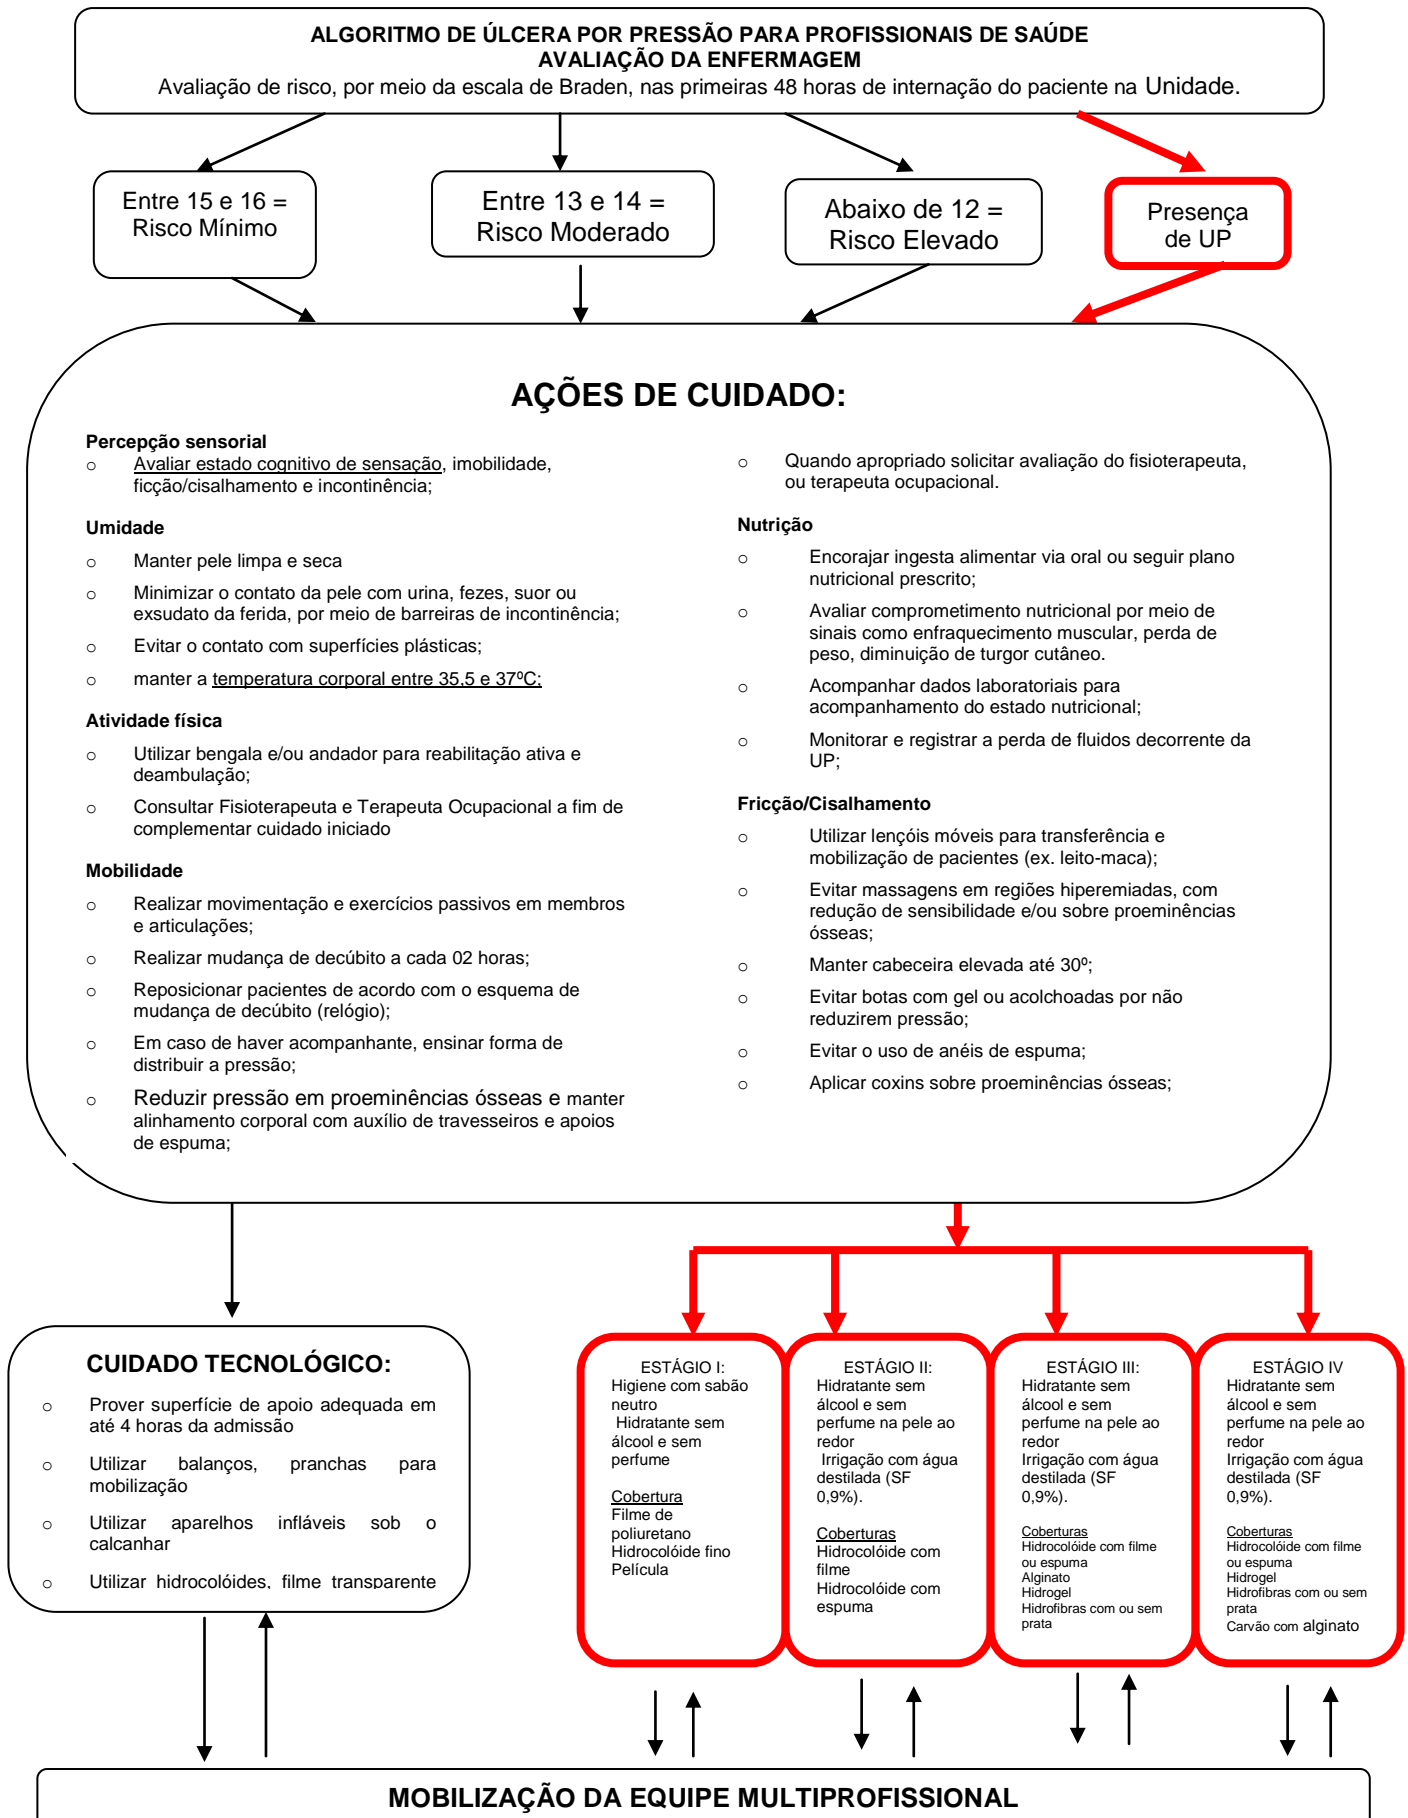 ALGORITMO DE ÚLCERA POR PRESSÃO PARA PROFISSIONAIS DE SAÚDE
AVALIAÇÃO DA ENFERMAGEM
Avaliação de risco, por meio da escala de Braden, nas primeiras 48 horas de internação do paciente na Unidade.
Entre 15 e 16 =
Risco Mínimo
Entre 13 e 14 =
Risco Moderado
Abaixo de 12 =
Risco Elevado
Presença
de UP
AÇÕES DE CUIDADO:
Percepção sensorial
o Avaliar estado cognitivo de sensação, imobilidade,
ficção/cisalhamento e incontinência;
Umidade
o Manter pele limpa e seca
o Minimizar o contato da pele com urina, fezes, suor ou
exsudato da ferida, por meio de barreiras de incontinência;
o Evitar o contato com superfícies plásticas;
o manter a temperatura corporal entre 35,5 e 37ºC;
Atividade física
o Utilizar bengala e/ou andador para reabilitação ativa e
deambulação;
o Consultar Fisioterapeuta e Terapeuta Ocupacional a fim de
complementar cuidado iniciado
Mobilidade
o Realizar movimentação e exercícios passivos em membros
e articulações;
o Realizar mudança de decúbito a cada 02 horas;
o Reposicionar pacientes de acordo com o esquema de
mudança de decúbito (relógio);
o Em caso de haver acompanhante, ensinar forma de
distribuir a pressão;
o Reduzir pressão em proeminências ósseas e manter
alinhamento corporal com auxílio de travesseiros e apoios
de espuma;
o Quando apropriado solicitar avaliação do fisioterapeuta,
ou terapeuta ocupacional.
Nutrição
o Encorajar ingesta alimentar via oral ou seguir plano
nutricional prescrito;
o Avaliar comprometimento nutricional por meio de
sinais como enfraquecimento muscular, perda de
peso, diminuição de turgor cutâneo.
o Acompanhar dados laboratoriais para
acompanhamento do estado nutricional;
o Monitorar e registrar a perda de fluidos decorrente da
UP;
Fricção/Cisalhamento
o Utilizar lençóis móveis para transferência e
mobilização de pacientes (ex. leito-maca);
o Evitar massagens em regiões hiperemiadas, com
redução de sensibilidade e/ou sobre proeminências
ósseas;
o Manter cabeceira elevada até 30º;
o Evitar botas com gel ou acolchoadas por não
reduzirem pressão;
o Evitar o uso de anéis de espuma;
o Aplicar coxins sobre proeminências ósseas;
CUIDADO TECNOLÓGICO:
o Prover superfície de apoio adequada em
até 4 horas da admissão
o Utilizar balanços, pranchas para
mobilização
o Utilizar aparelhos infláveis sob o
calcanhar
o Utilizar hidrocolóides, filme transparente
ESTÁGIO I:
Higiene com sabão
neutro
Hidratante sem
álcool e sem
perfume
Cobertura
Filme de
poliuretano
Hidrocolóide fino
Película
ESTÁGIO II:
Hidratante sem
álcool e sem
perfume na pele ao
redor
Irrigação com água
destilada (SF
0,9%).
Coberturas
Hidrocolóide com
filme
Hidrocolóide com
espuma
ESTÁGIO III:
Hidratante sem
álcool e sem
perfume na pele ao
redor
Irrigação com água
destilada (SF
0,9%).
Coberturas
Hidrocolóide com filme
ou espuma
Alginato
Hidrogel
Hidrofibras com ou sem
prata
ESTÁGIO IV
Hidratante sem
álcool e sem
perfume na pele ao
redor
Irrigação com água
destilada (SF
0,9%).
Coberturas
Hidrocolóide com filme
ou espuma
Hidrogel
Hidrofibras com ou sem
prata
Carvão com alginato
MOBILIZAÇÃO DA EQUIPE MULTIPROFISSIONAL